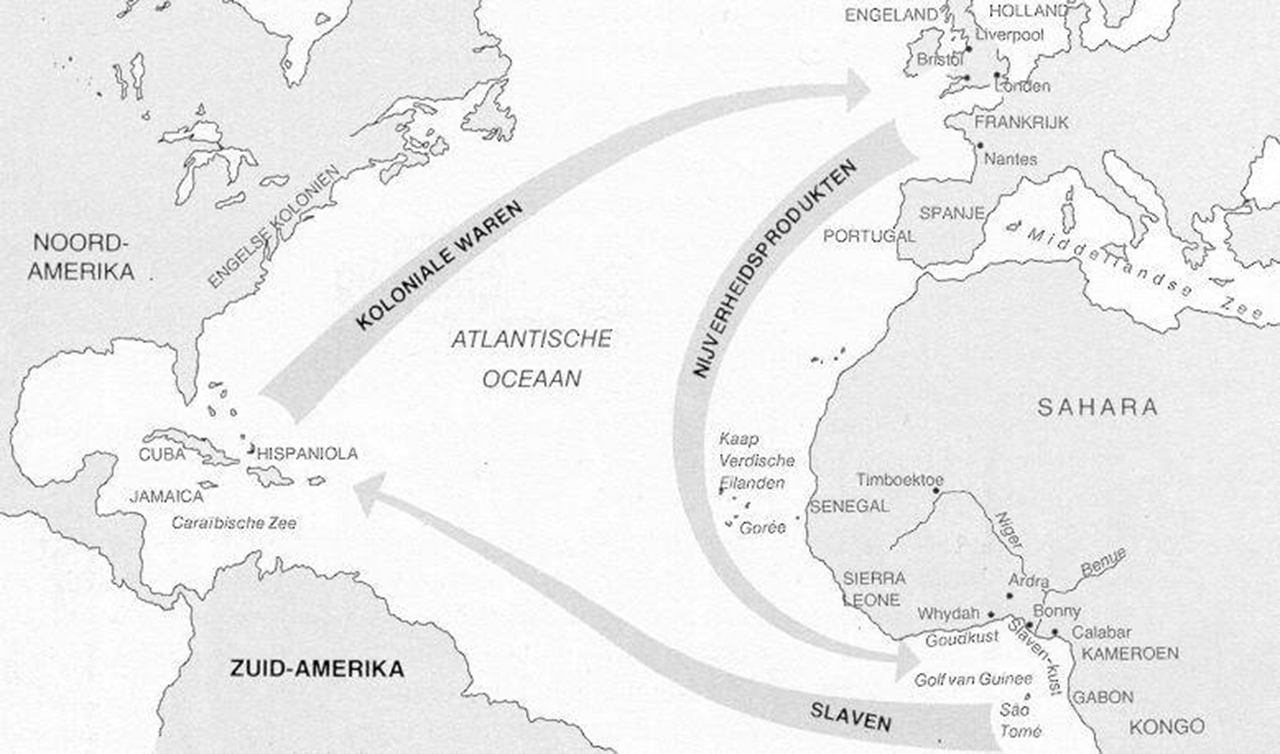 ENGELAND
HOLLAND
Liverpool
Bristol
Londen
FRANKRIJK
Nantes
SPANJE
PORTUGAL
Middellandse Zee
ENGELSE KOLONIEN
NOORD-
AMERIKA
KOLONIALE WAREN
NIJVERHEIDSPRODUKTEN
ATLANTISCHE
OCEAAN
SAHARA
CUBA
HISPANIOLA
JAMAICA
Caraïbische Zee
Kaap
Verdische
Eilanden
Gorée
Timboektoe
SENEGAL
Niger
Benue
SIERRA
LEONE
Ardra
Whydah
Bonny
Calabar
KAMEROEN
Goudkust
Slaven-kust
Golf van Guinee
GABON
São
Tomé
KONGO
ZUID-AMERIKA
SLAVEN